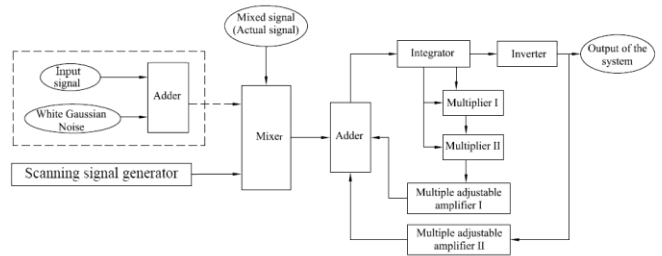 Mixed signal
(Actual signal)
Input
signal
Adder
White Gaussian
Noise
Scanning signal generator
Mixer
Adder
Integrator
Inverter
Output of the
system
Multiplier I
Multiplier II
Multiple adjustable
amplifier I
Multiple adjustable
amplifier II